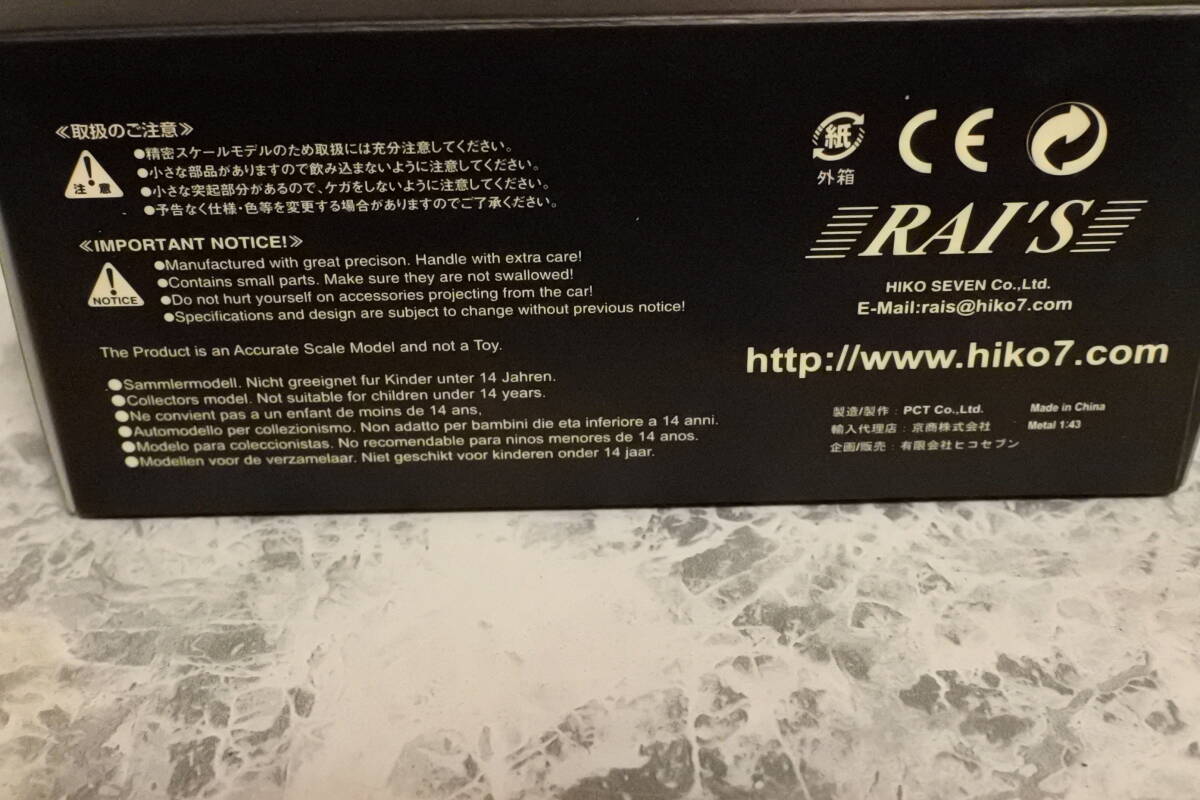 ≪取扱のご注意≫
注意
●精密スケールモデルのため取扱には充分注意してください。
●小さな部品がありますので飲み込まないように注意してください。
●小さな突起部分があるので、ケガをしないように注意してください。
●予告なく仕様・色等を変更する場合がありますのでご了承ください。
≪IMPORTANT NOTICE!≫
NOTICE
●Manufactured with great precison. Handle with extra care!
●Contains small parts. Make sure they are not swallowed!
●Do not hurt yourself on accessories projecting from the car!
●Specifications and design are subject to change without previous notice!
The Product is an Accurate Scale Model and not a Toy.
●Sammlermodell. Nicht greeignet fur Kinder unter 14 Jahren.
●Collectors model. Not suitable for children under 14 years.
●Ne convient pas a un enfant de moins de 14 ans,
●Automodello per collezionismo. Non adatto per bambini die eta inferiore a 14 anni.
●Modelo para coleccionistas. No recomendable para ninos menores de 14 anos.
●Modellen voor de verzamelaar. Niet geschikt voor kinderen onder 14 jaar.
紙
外箱
CE
RAI'S
HIKO SEVEN Co.,Ltd.
E-Mail:rais@hiko7.com
http://www.hiko7.com
製造/製作 : PCT Co.,Ltd.
輸入代理店 : 京商株式会社
企画/販売 : 有限会社ヒコセブン
Made in China
Metal 1:43